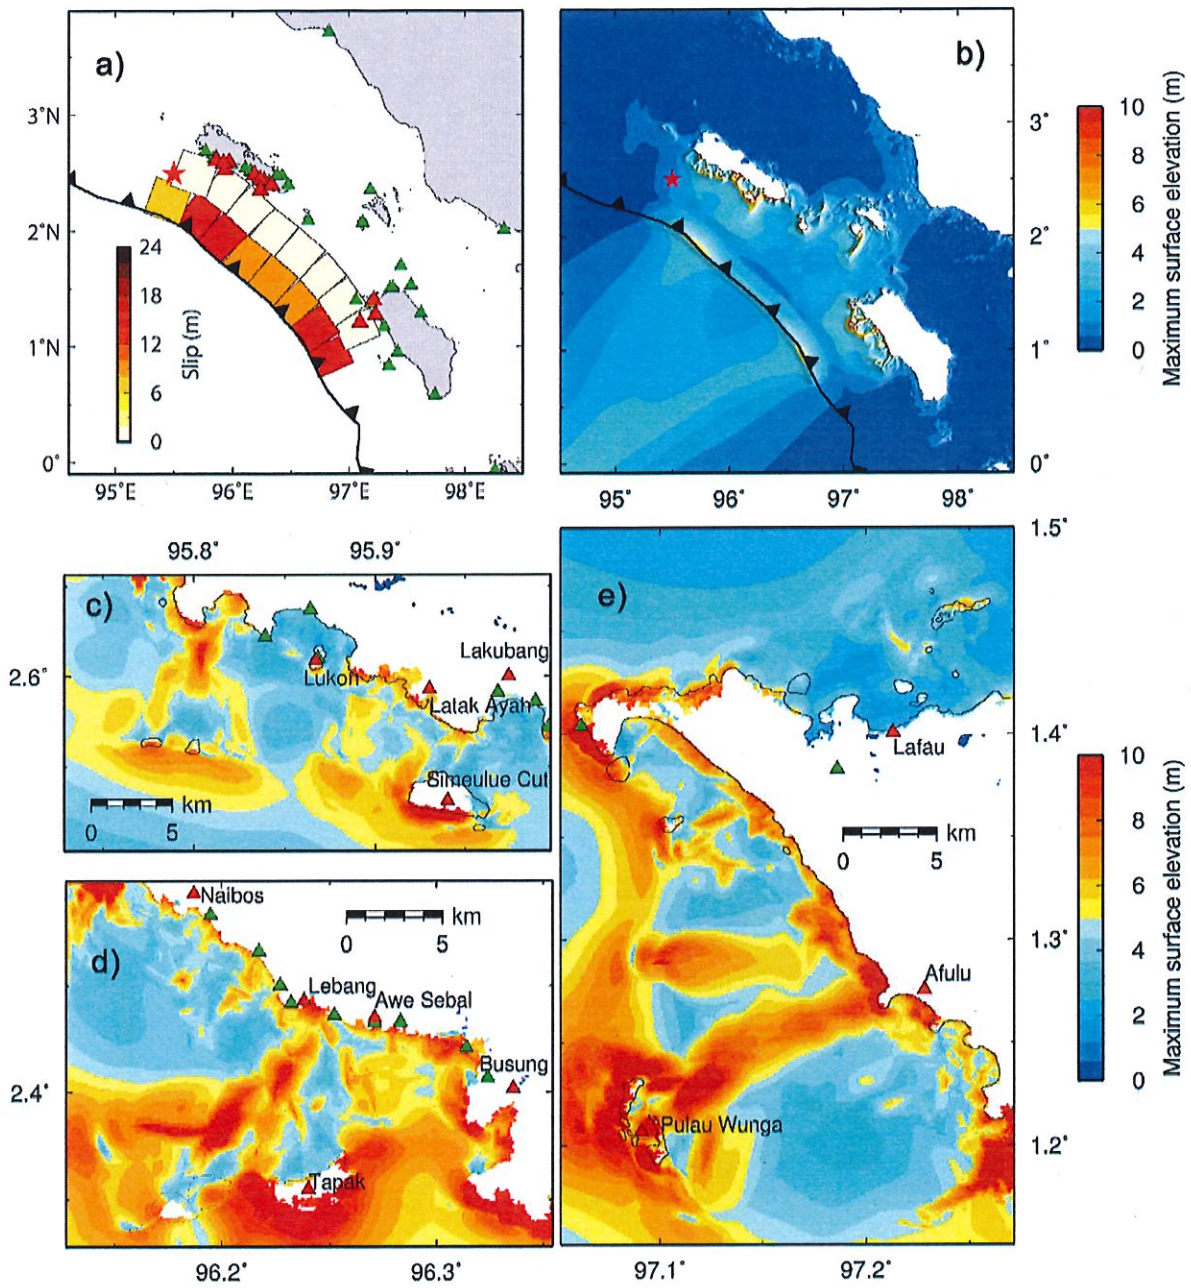 a)
3°N
2°N
1°N
0°
24
18
12
6
0
Slip (m)
95°E
96°E
97°E
98°E
b)
3°
2°
1°
0°
95°
96°
97°
98°
10
8
6
4
2
0
Maximum surface elevation (m)
95.8°
95.9°
c)
2.6°
Lukon
Lakubang
Latak Ayah
Simeulue Cut
km
0 5
d)
Naibos
km
0 5
Lebang
Awe Sebal
Busung
Tapak
2.4°
96.2°
96.3°
e)
1.5°
1.4°
1.3°
1.2°
Lafau
km
0 5
Afulu
Pulau Wunga
97.1°
97.2°
10
8
6
4
2
0
Maximum surface elevation (m)